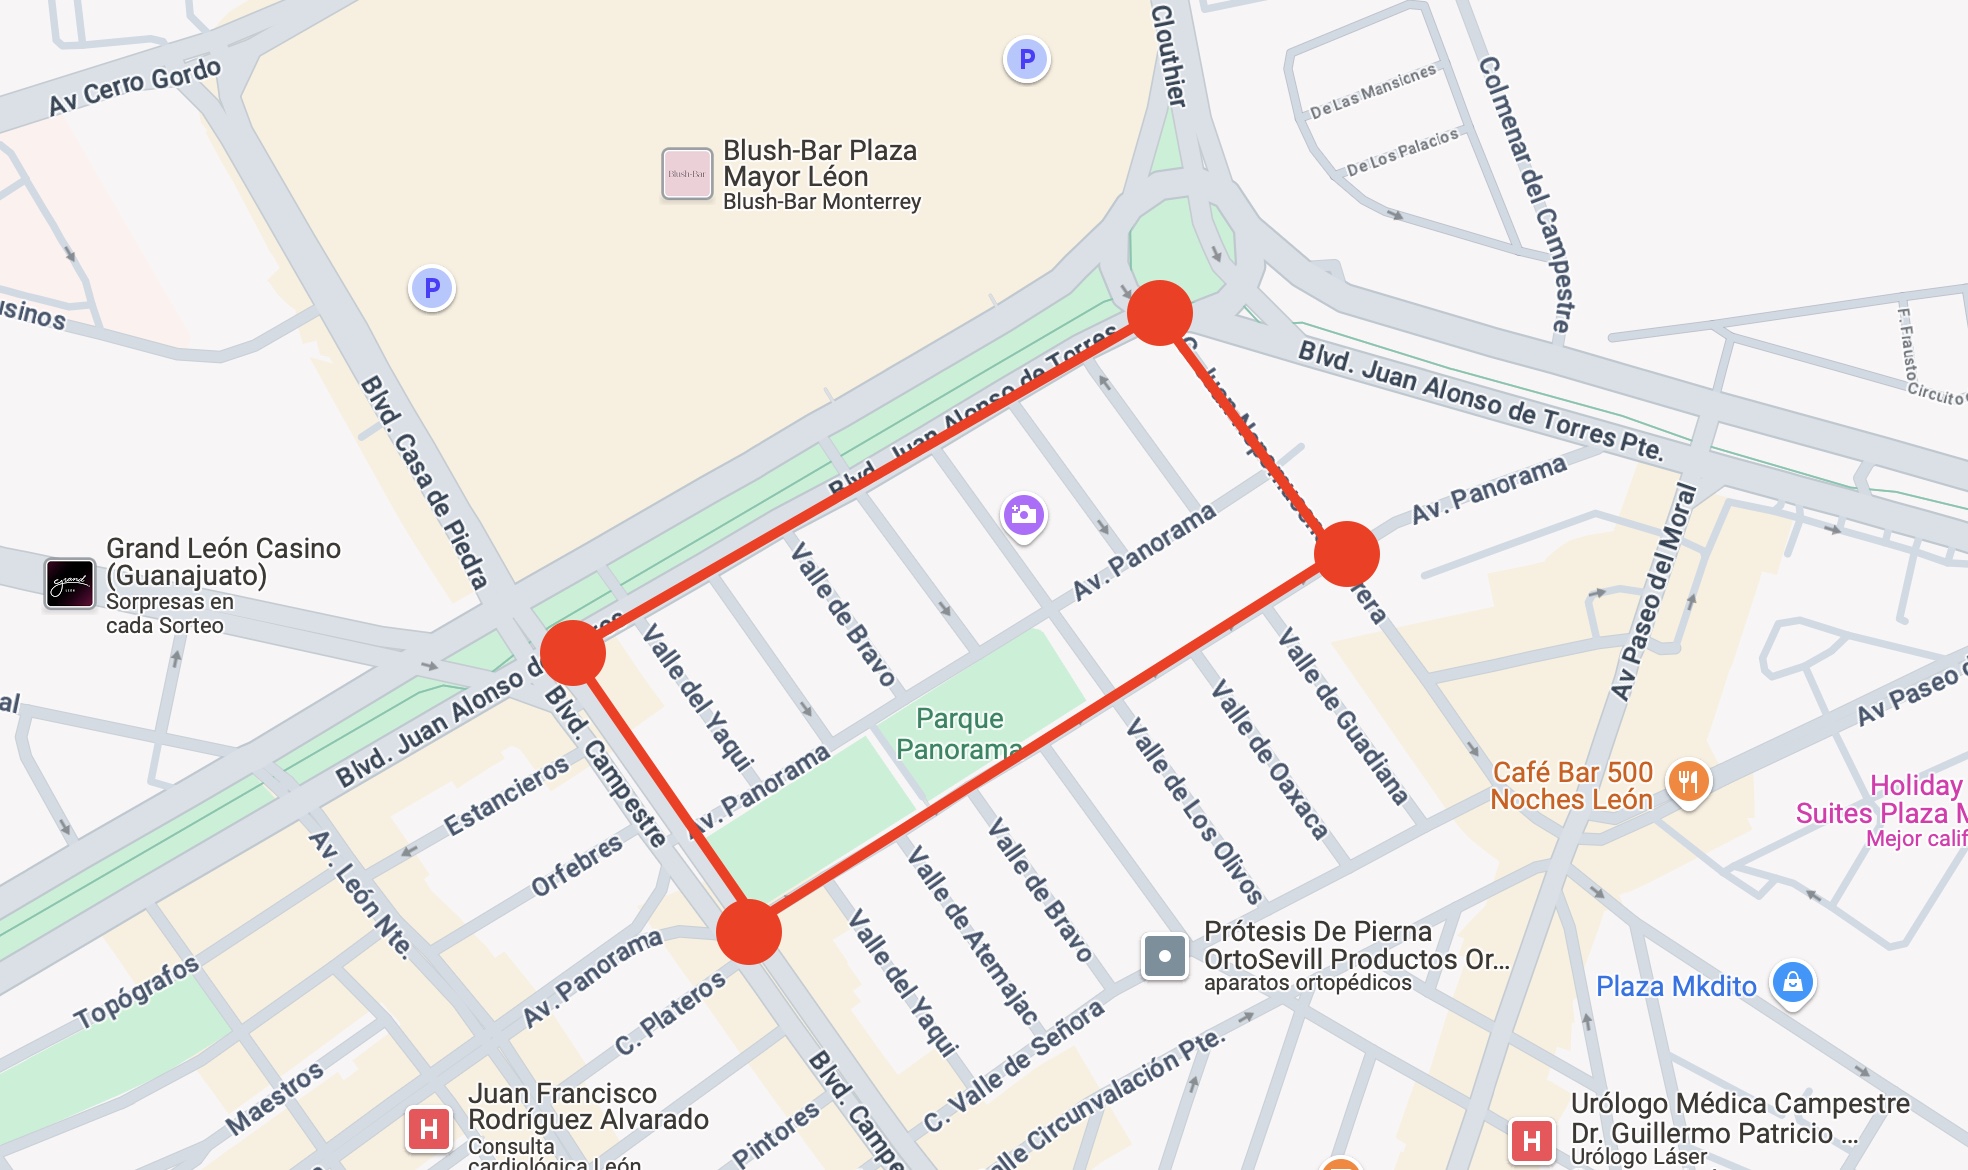 Clouthier
Av Cerro Gordo
P
De Las Mansiones
Colmenar del Campestre
De Los Palacios
Blush-Bar
Blush-Bar Plaza
Mayor Léon
Blush-Bar Monterrey
P
usinos
F. Frausto
Circuito
Blvd. Juan Alonso de Torres
Blvd. Juan Alonso de Torres
Blvd. Juan Alonso de Torres Pte.
Blvd. Casa de Piedra
Av. Panorama
Av. Panorama
Av Paseo del Moral
Grand León Casino
(Guanajuato)
Sorpresas en
cada Sorteo
Valle de Bravo
Valle del Yaqui
Blvd. Juan Alonso d
Blvd. Campestre
Valle de Guadiana
Valle de Oaxaca
Av Paseo d
al
Parque
Panorama
Av. Panorama
Valle de Los Olivos
Café Bar 500
Noches León
Holiday
Suites Plaza M
Mejor calif
Estancieros
Orfebres
Av. León Nte.
Valle de Bravo
Valle de Atemajac
Valle del Yaqui
Topógrafos
Av. Panorama
C. Plateros
Prótesis De Pierna
OrtoSevill Productos Or...
aparatos ortopédicos
Plaza Mkdito
C. Valle de Señora
alle Circunvalación Pte.
Maestros
H
Juan Francisco
Rodríguez Alvarado
Consulta
cardiológica León
Pintores
Blvd. Campe
H
Urólogo Médica Campestre
Dr. Guillermo Patricio ...
Urólogo Láser